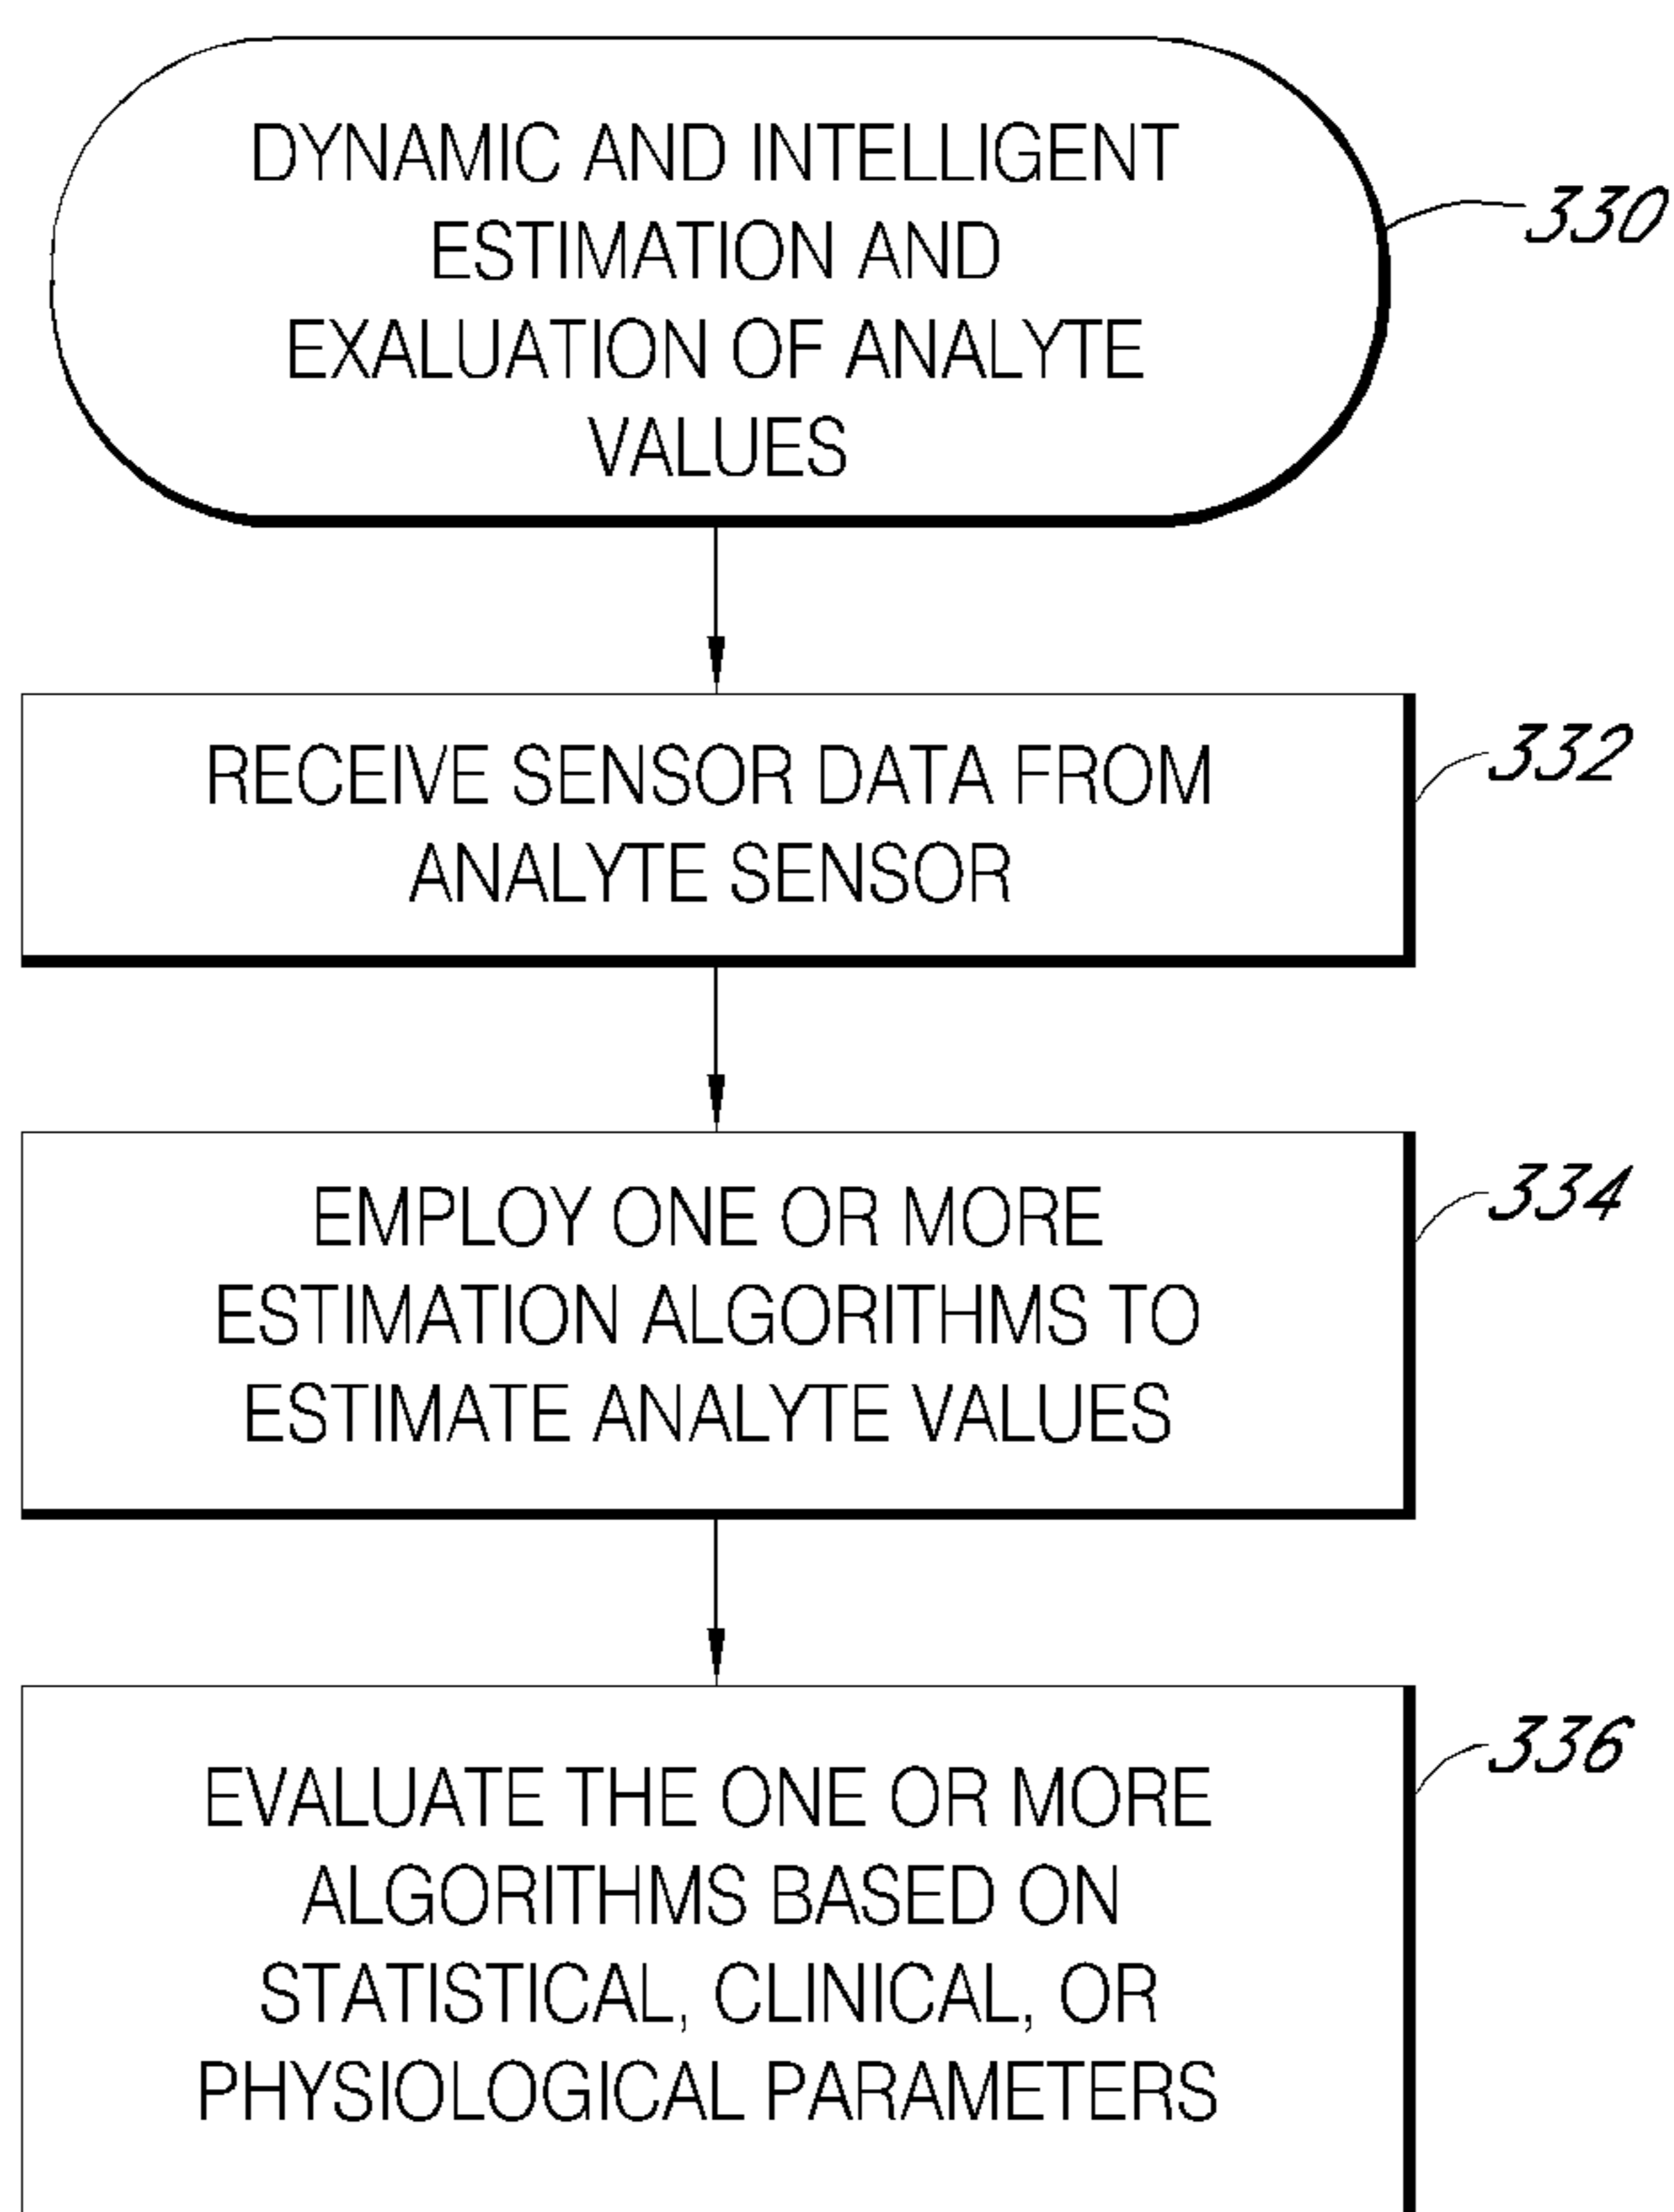 DYNAMIC AND INTELLIGENT
ESTIMATION AND
EXALUATION OF ANALYTE
VALUES
330
RECEIVE SENSOR DATA FROM
ANALYTE SENSOR
332
EMPLOY ONE OR MORE
ESTIMATION ALGORITHMS TO
ESTIMATE ANALYTE VALUES
334
EVALUATE THE ONE OR MORE
ALGORITHMS BASED ON
STATISTICAL, CLINICAL, OR
PHYSIOLOGICAL PARAMETERS
336